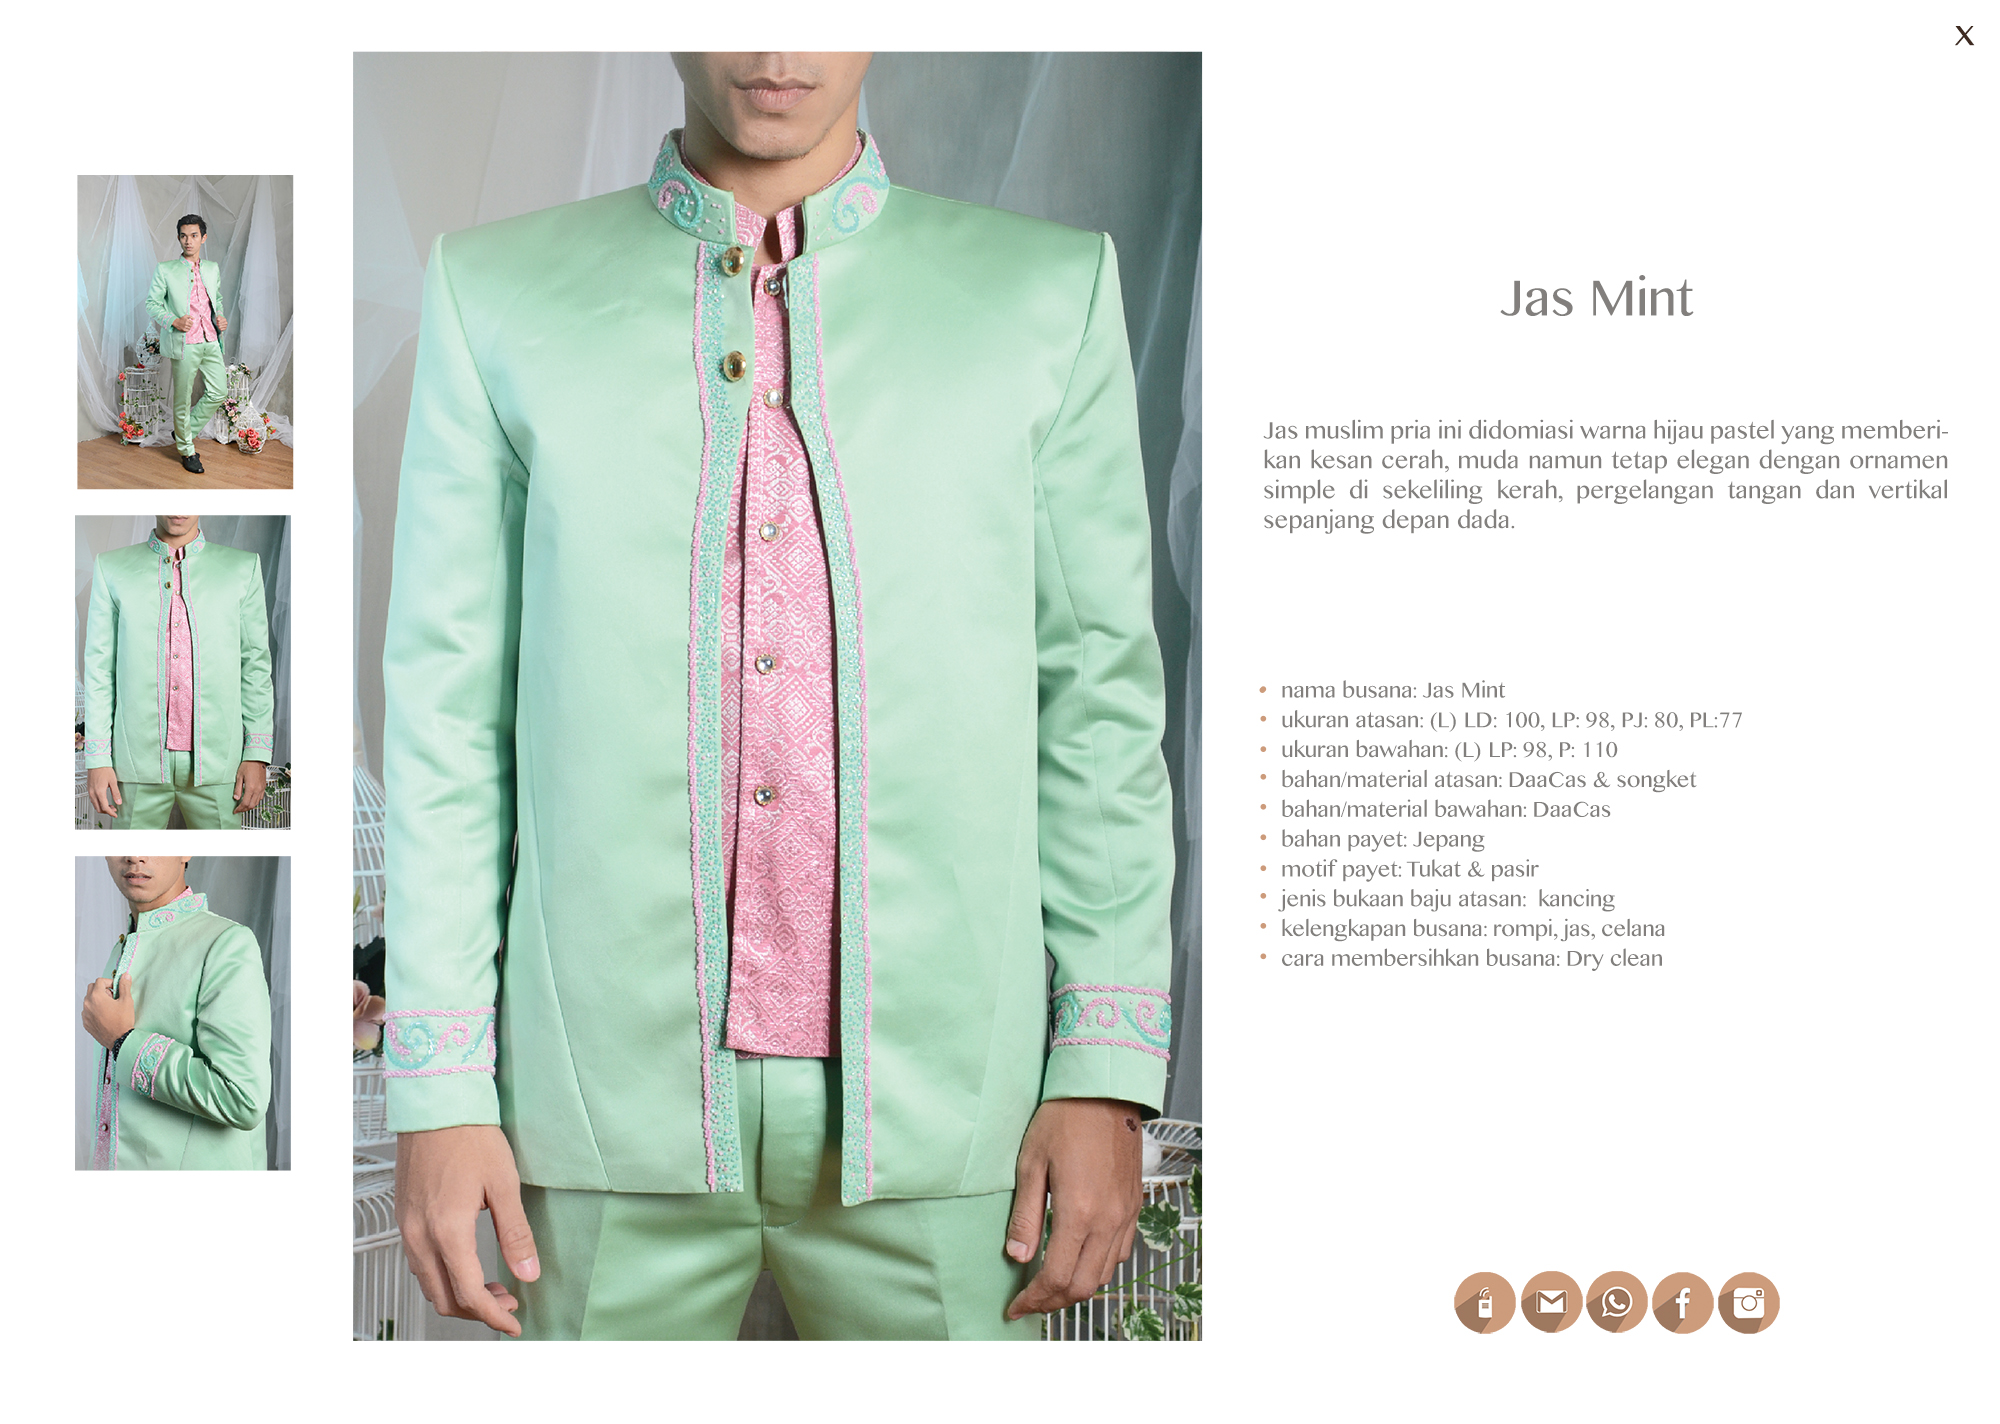 X
Jas Mint
Jas muslim pria ini didomiasi warna hijau pastel yang memberi-
kan kesan cerah, muda namun tetap elegan dengan ornamen
simple di sekeliling kerah, pergelangan tangan dan vertikal
sepanjang depan dada.
• nama busana: Jas Mint
• ukuran atasan: (L) LD: 100, LP: 98, PJ: 80, PL:77
• ukuran bawahan: (L) LP: 98, P: 110
• bahan/material atasan: DaaCas & songket
• bahan/material bawahan: DaaCas
• bahan payet: Jepang
• motif payet: Tukat & pasir
• jenis bukaan baju atasan:  kancing
• kelengkapan busana: rompi, jas, celana
• cara membersihkan busana: Dry clean